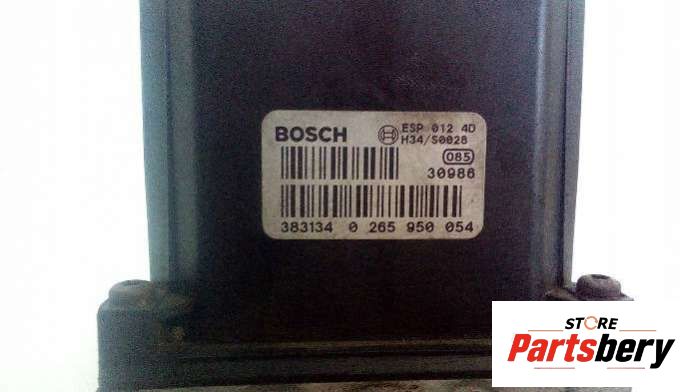 BOSCH
ESP 012 4D
H34/S0028
085
30986
383134 0 265 950 054
STORE
Partsbery